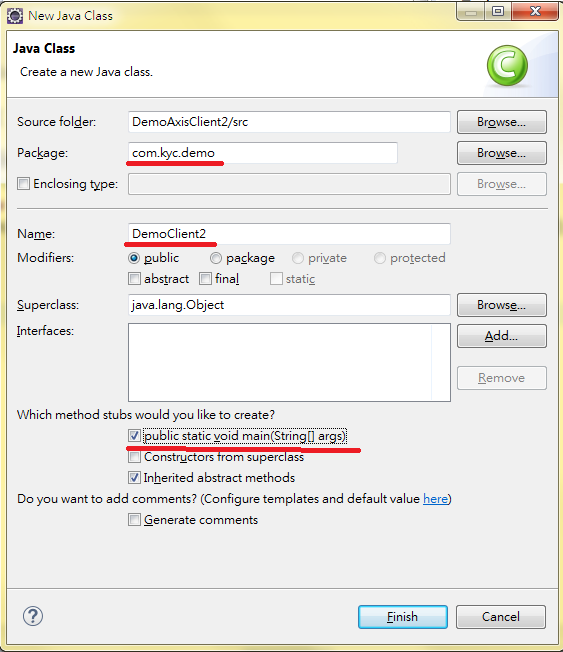 New Java Class
Java Class
Create a new Java class.
Source folder: DemoAxisClient2/src Browse...
Package: com.kyc.demo Browse...
Enclosing type: Browse...
Name: DemoClient2
Modifiers: public package private protected
abstract final static
Superclass: java.lang.Object Browse...
Interfaces: Add...
Remove
Which method stubs would you like to create?
public static void main(String[] args)
Constructors from superclass
Inherited abstract methods
Do you want to add comments? (Configure templates and default value here)
Generate comments
? Finish Cancel